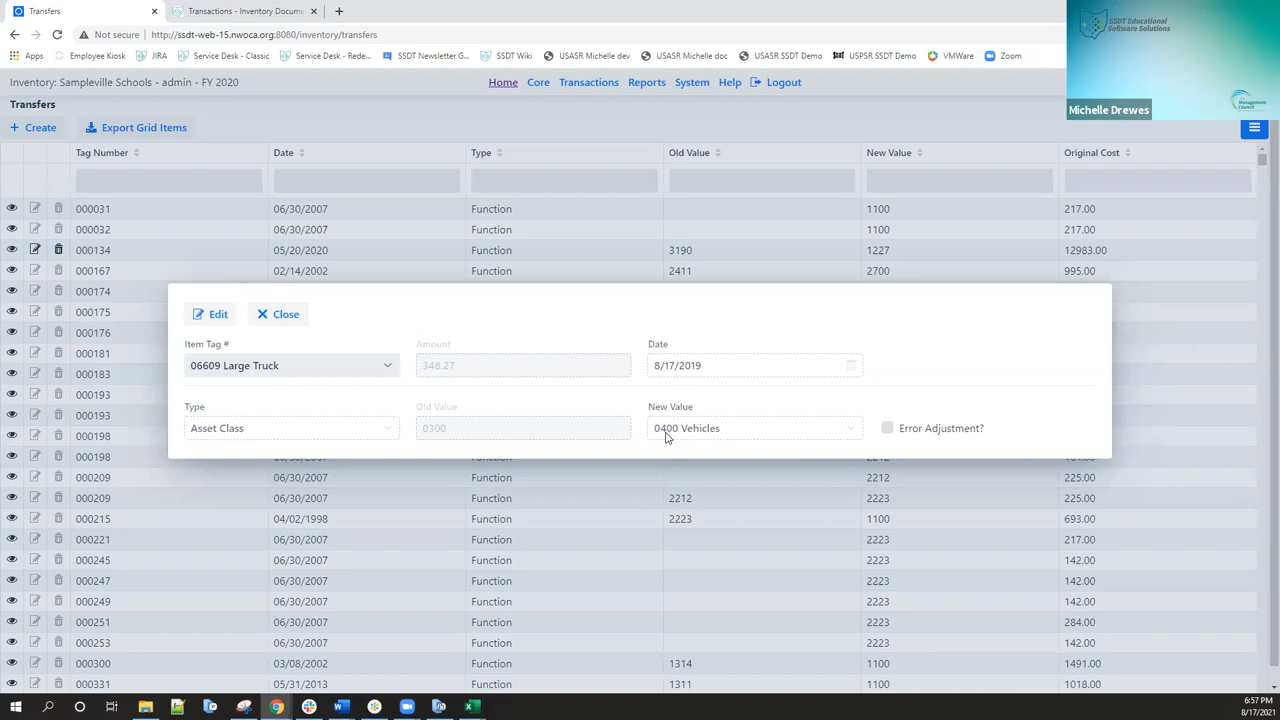 Transfers
Transactions - Inventory Docume
Not secure
http://ssdt-web-15.nwoca.org:8080/inventory/transfers
Apps
Employee Kiosk
JIRA
Service Desk - Classic
Service Desk - Rede...
SSDT Newsletter G...
SSDT Wiki
USASR Michelle dev
USASR Michelle doc
USASR SSDT Demo
USPSR SSDT Demo
VMWare
Zoom
SSDT Educational
Software Solutions
Management
Council
Michelle Drewes
Inventory: Sampleville Schools - admin - FY 2020
Home Core Transactions Reports System Help Logout
Transfers
Create Export Grid Items
Tag Number Date Type Old Value New Value Original Cost
000031 06/30/2007 Function 1100 217.00
000032 06/30/2007 Function 1100 217.00
000134 05/20/2020 Function 3190 1227 12983.00
000167 02/14/2002 Function 2411 2700 995.00
000174
000175
000176
000181
000183
000193
000193
000198
000198
Edit Close
Item Tag # Amount Date
06609 Large Truck 348.27 8/17/2019
Type Old Value New Value
Asset Class 0300 0400 Vehicles Error Adjustment?
000209 06/30/2007 Function 2212 225.00
000209 06/30/2007 Function 2212 2223 225.00
000215 04/02/1998 Function 2223 1100 693.00
000221 06/30/2007 Function 2223 217.00
000245 06/30/2007 Function 2223 142.00
000247 06/30/2007 Function 2223 142.00
000249 06/30/2007 Function 2223 142.00
000251 06/30/2007 Function 2223 284.00
000253 06/30/2007 Function 2223 142.00
000300 03/08/2002 Function 1314 1100 1491.00
000331 05/31/2013 Function 1311 1100 1018.00
6:57 PM
8/17/2021